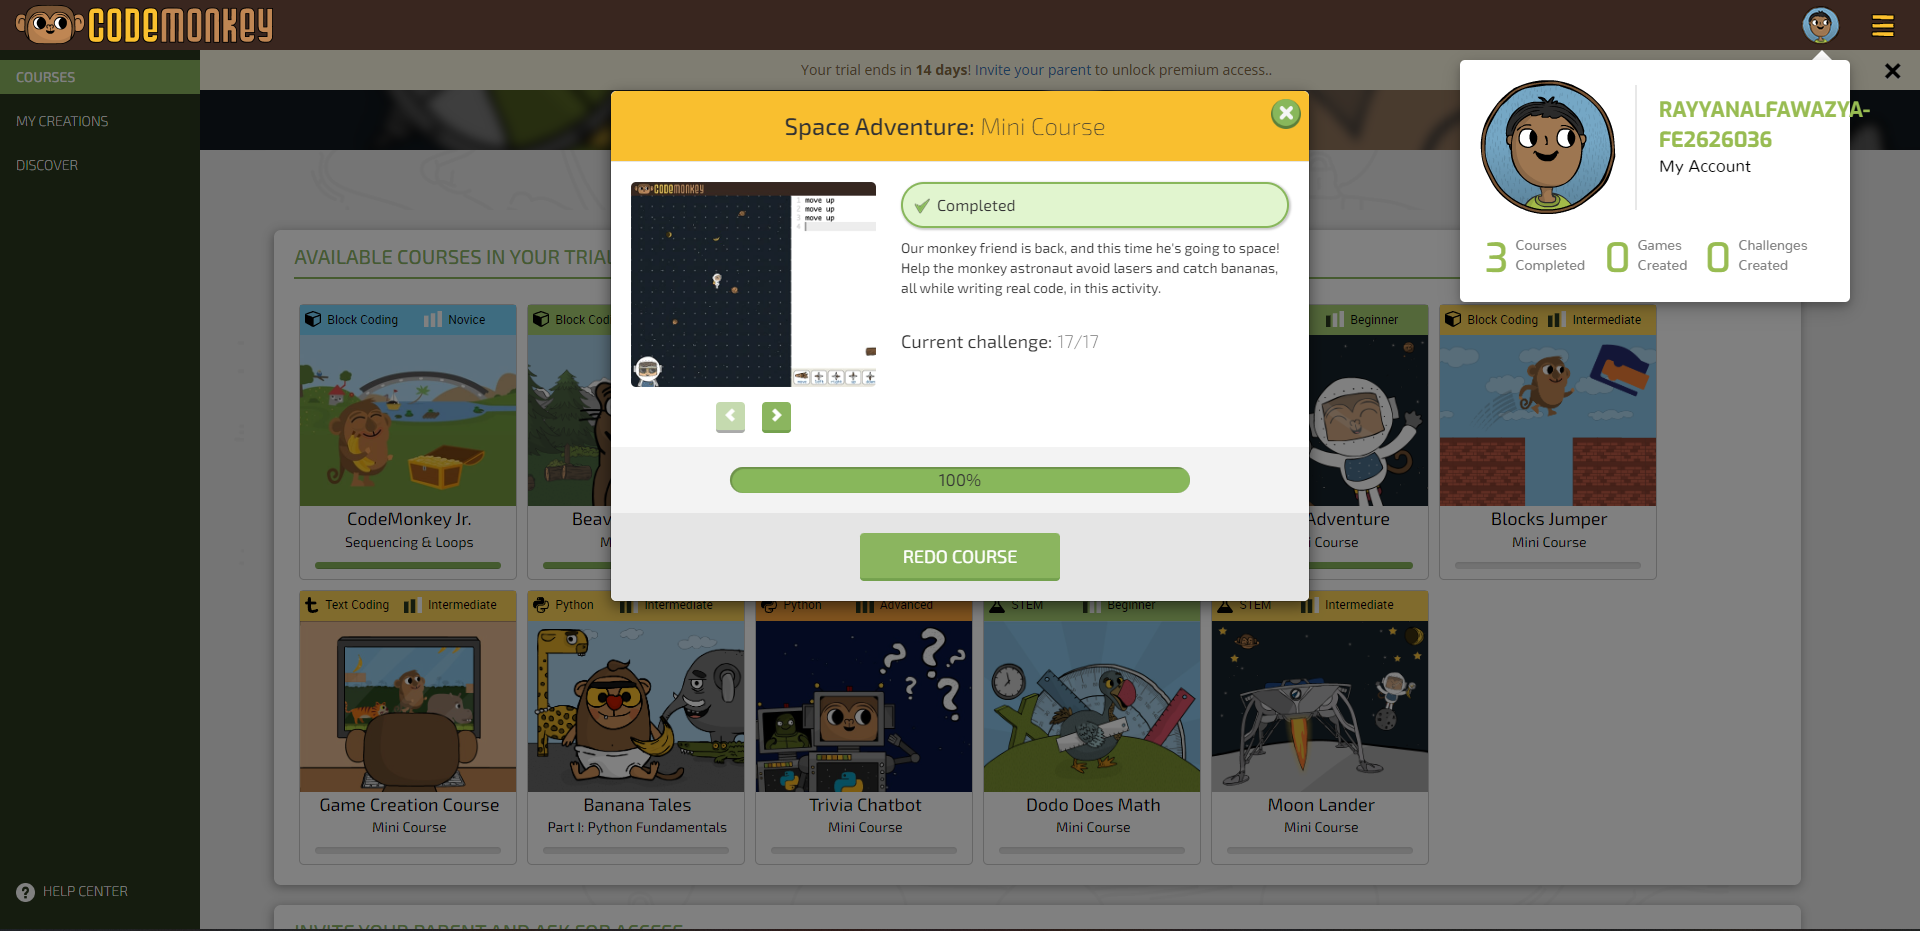 CODEMONKEY
COURSES
MY CREATIONS
DISCOVER
HELP CENTER
Your trial ends in 14 days! Invite your parent to unlock premium access..
RAYYANALFAWAZYA-
FE2626036
My Account
3 Courses Completed
0 Games Created
0 Challenges Created
Space Adventure: Mini Course
CODEMONKEY
move up
move up
move up
Completed
Our monkey friend is back, and this time he's going to space!
Help the monkey astronaut avoid lasers and catch bananas,
all while writing real code, in this activity.
Current challenge: 17/17
100%
REDO COURSE
AVAILABLE COURSES IN YOUR TRIAL
Block Coding Novice
CodeMonkey Jr.
Sequencing & Loops
Block Cod
Beav
M
Beginner
Adventure
i Course
Block Coding Intermediate
Blocks Jumper
Mini Course
Text Coding Intermediate
Game Creation Course
Mini Course
Python Intermediate
Banana Tales
Part I: Python Fundamentals
Python Advanced
Trivia Chatbot
Mini Course
STEM Beginner
Dodo Does Math
Mini Course
STEM Intermediate
Moon Lander
Mini Course
INVITE YOUR PARENT AND ASK FOR ACCESS